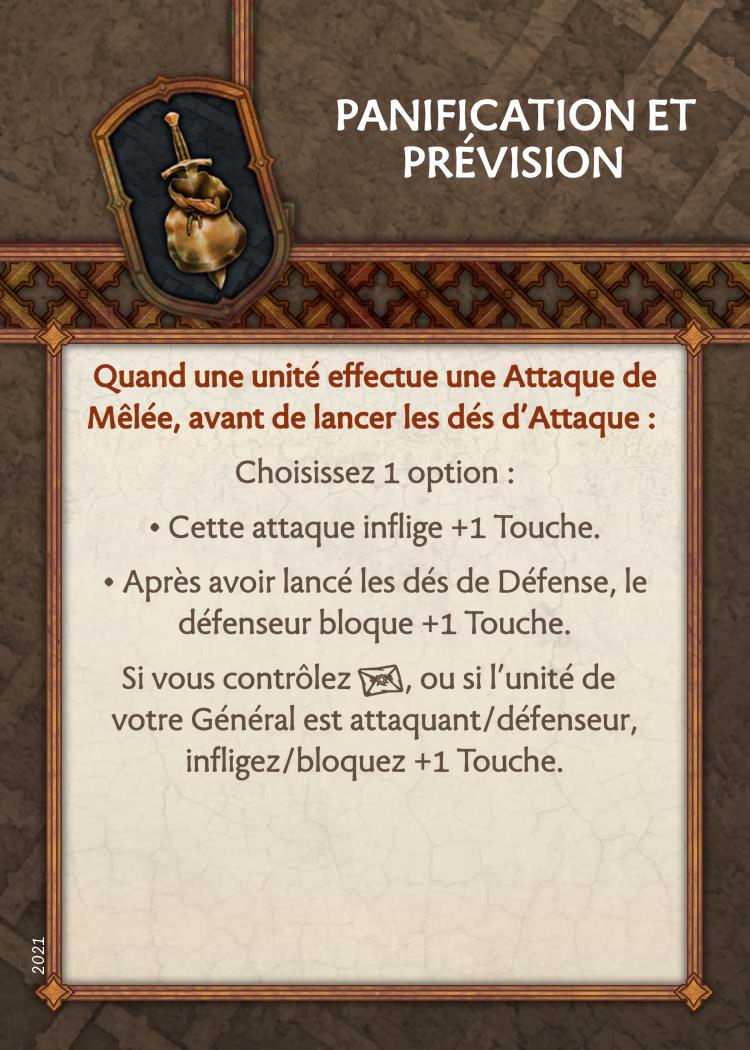 PANIFICATION ET
PRÉVISION
Quand une unité effectue une Attaque de
Mêlée, avant de lancer les dés d’Attaque :
Choisissez 1 option :
• Cette attaque inflige +1 Touche.
• Après avoir lancé les dés de Défense, le
défenseur bloque +1 Touche.
Si vous contrôlez , ou si l’unité de
votre Général est attaquant/défenseur,
infligez/bloquez +1 Touche.
2021